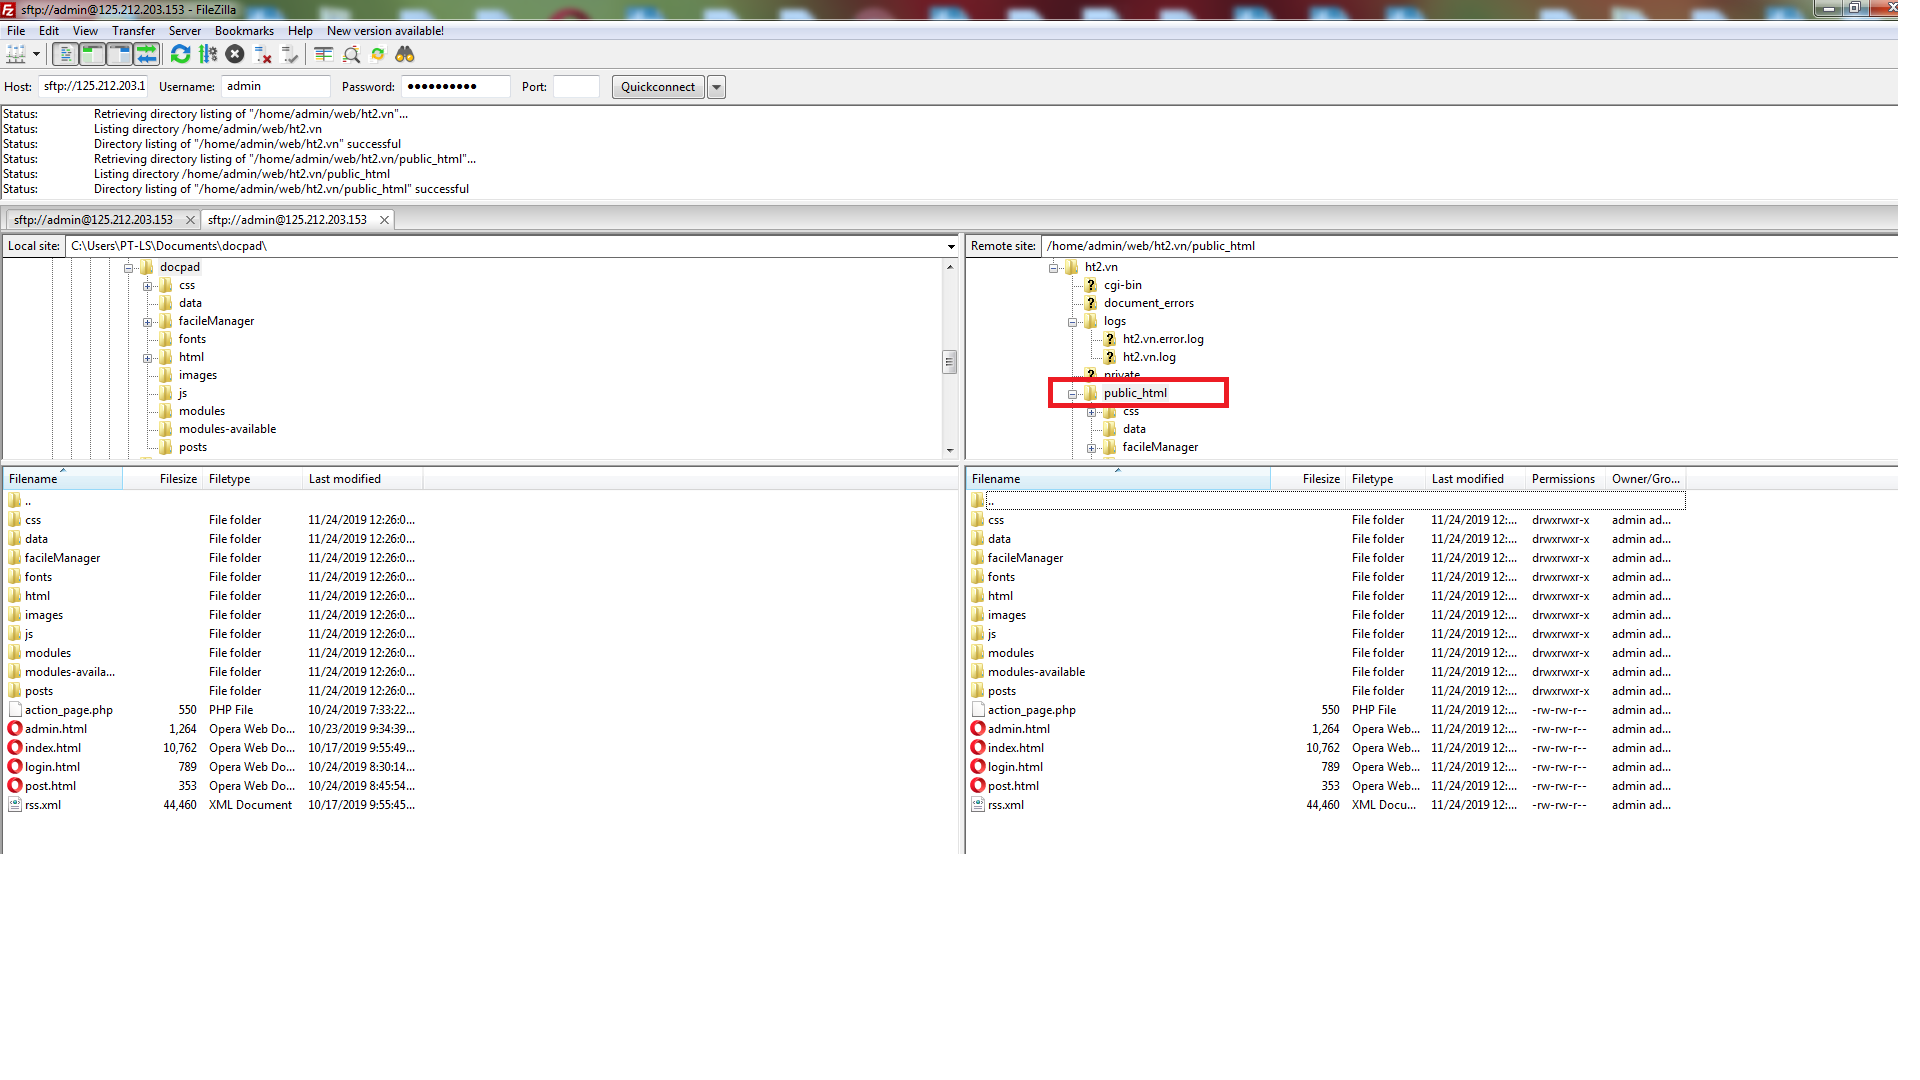 sftp://admin@125.212.203.153 - FileZilla
File Edit View Transfer Server Bookmarks Help New version available!
Host: sftp://125.212.203.1 Username: admin Password: ●●●●●●●●●● Port: Quickconnect
Status: Retrieving directory listing of "/home/admin/web/ht2.vn"...
Status: Listing directory /home/admin/web/ht2.vn
Status: Directory listing of "/home/admin/web/ht2.vn" successful
Status: Retrieving directory listing of "/home/admin/web/ht2.vn/public_html"...
Status: Listing directory /home/admin/web/ht2.vn/public_html
Status: Directory listing of "/home/admin/web/ht2.vn/public_html" successful
sftp://admin@125.212.203.153 sftp://admin@125.212.203.153
Local site: C:\Users\PT-LS\Documents\docpad\
docpad
css
data
facileManager
fonts
html
images
js
modules
modules-available
posts
Filename Filesize Filetype Last modified
..
css File folder 11/24/2019 12:26:0...
data File folder 11/24/2019 12:26:0...
facileManager File folder 11/24/2019 12:26:0...
fonts File folder 11/24/2019 12:26:0...
html File folder 11/24/2019 12:26:0...
images File folder 11/24/2019 12:26:0...
js File folder 11/24/2019 12:26:0...
modules File folder 11/24/2019 12:26:0...
modules-availa... File folder 11/24/2019 12:26:0...
posts File folder 11/24/2019 12:26:0...
action_page.php 550 PHP File 10/24/2019 7:33:22...
admin.html 1,264 Opera Web Do... 10/23/2019 9:34:39...
index.html 10,762 Opera Web Do... 10/17/2019 9:55:49...
login.html 789 Opera Web Do... 10/24/2019 8:30:14...
post.html 353 Opera Web Do... 10/24/2019 8:45:54...
rss.xml 44,460 XML Document 10/17/2019 9:55:45...
Remote site: /home/admin/web/ht2.vn/public_html
ht2.vn
cgi-bin
document_errors
logs
ht2.vn.error.log
ht2.vn.log
private
public_html
css
data
facileManager
Filename Filesize Filetype Last modified Permissions Owner/Gro...
..
css File folder 11/24/2019 12:... drwxrwxr-x admin ad...
data File folder 11/24/2019 12:... drwxrwxr-x admin ad...
facileManager File folder 11/24/2019 12:... drwxrwxr-x admin ad...
fonts File folder 11/24/2019 12:... drwxrwxr-x admin ad...
html File folder 11/24/2019 12:... drwxrwxr-x admin ad...
images File folder 11/24/2019 12:... drwxrwxr-x admin ad...
js File folder 11/24/2019 12:... drwxrwxr-x admin ad...
modules File folder 11/24/2019 12:... drwxrwxr-x admin ad...
modules-available File folder 11/24/2019 12:... drwxrwxr-x admin ad...
posts File folder 11/24/2019 12:... drwxrwxr-x admin ad...
action_page.php 550 PHP File 11/24/2019 12:... -rw-rw-r-- admin ad...
admin.html 1,264 Opera Web... 11/24/2019 12:... -rw-rw-r-- admin ad...
index.html 10,762 Opera Web... 11/24/2019 12:... -rw-rw-r-- admin ad...
login.html 789 Opera Web... 11/24/2019 12:... -rw-rw-r-- admin ad...
post.html 353 Opera Web... 11/24/2019 12:... -rw-rw-r-- admin ad...
rss.xml 44,460 XML Docu... 11/24/2019 12:... -rw-rw-r-- admin ad...